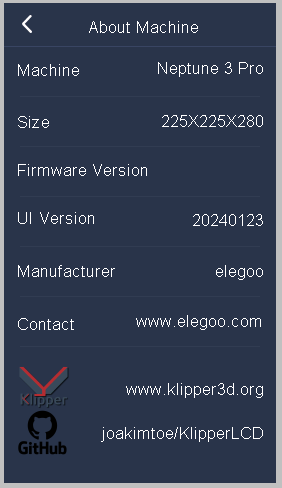 About Machine
Machine Neptune 3 Pro
Size 225X225X280
Firmware Version
UI Version 20240123
Manufacturer elegoo
Contact www.elegoo.com
Klipper www.klipper3d.org
GitHub joakimtoe/KlipperLCD